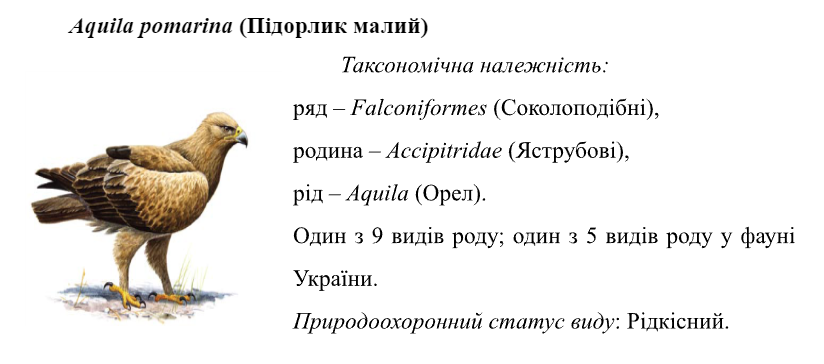 Aquila pomarina (Підорлик малий)
Таксономічна належність:
ряд – Falconiformes (Соколоподібні),
родина – Accipitridae (Яструбові),
рід – Aquila (Орел).
Один з 9 видів роду; один з 5 видів роду у фауні
України.
Природоохоронний статус виду: Рідкісний.